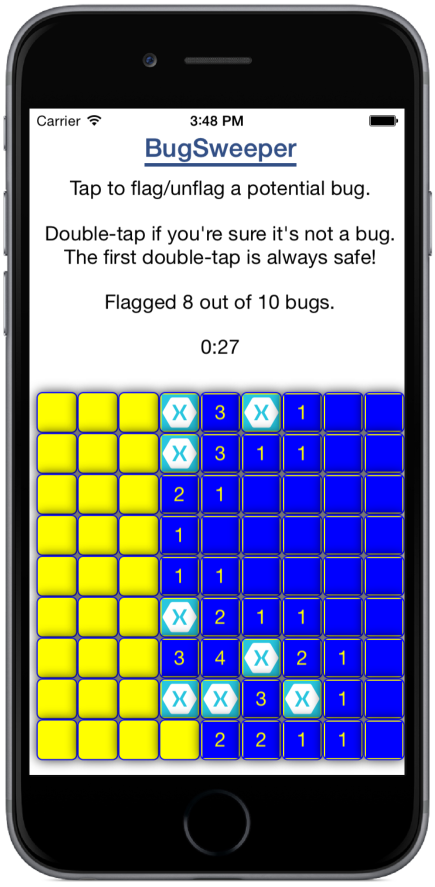 Carrier 3:48 PM
BugSweeper
Tap to flag/unflag a potential bug.
Double-tap if you're sure it's not a bug.
The first double-tap is always safe!
Flagged 8 out of 10 bugs.
0:27
3 1
3 1 1
2 1
1
1 1
2 1 1
3 4 2 1
3 1
2 2 1 1